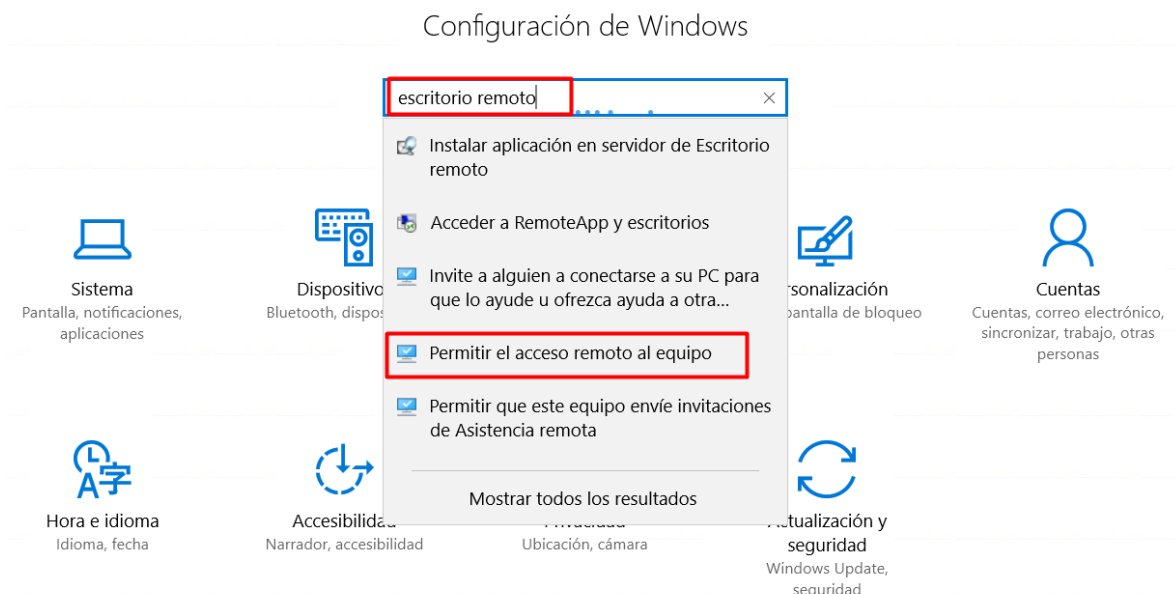 Configuración de Windows
escritorio remoto
Instalar aplicación en servidor de Escritorio
remoto
Acceder a RemoteApp y escritorios
Invite a alguien a conectarse a su PC para
que lo ayude u ofrezca ayuda a otra...
Permitir el acceso remoto al equipo
Permitir que este equipo envíe invitaciones
de Asistencia remota
Mostrar todos los resultados
Sistema
Pantalla, notificaciones,
aplicaciones
Dispositivo
Bluetooth, dispos
rsonalización
pantalla de bloqueo
Cuentas
Cuentas, correo electrónico,
sincronizar, trabajo, otras
personas
Hora e idioma
Idioma, fecha
Accesibilidad
Narrador, accesibilidad
Privacidad
Ubicación, cámara
Actualización y
seguridad
Windows Update,
seguridad